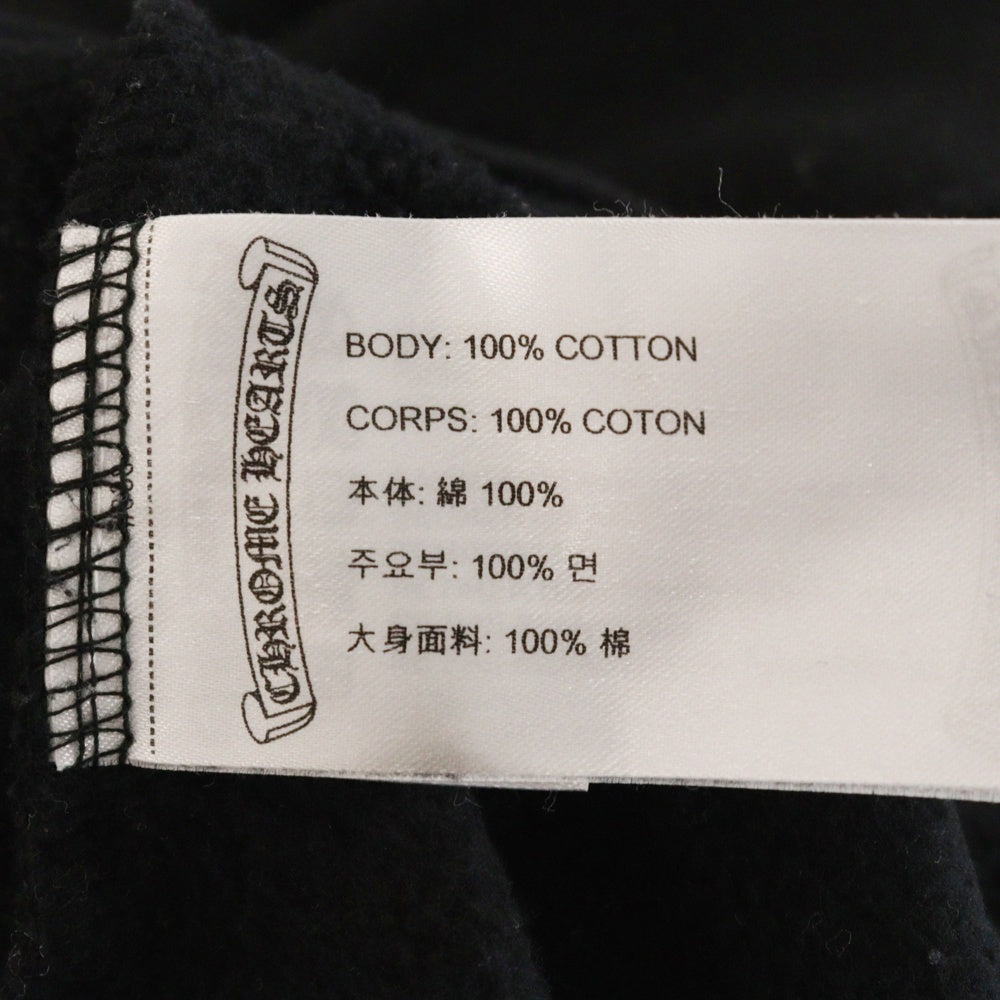 CHROME HEARTS
BODY: 100% COTTON
CORPS: 100% COTON
本体: 綿 100%
주요부: 100% 면
大身面料: 100% 棉